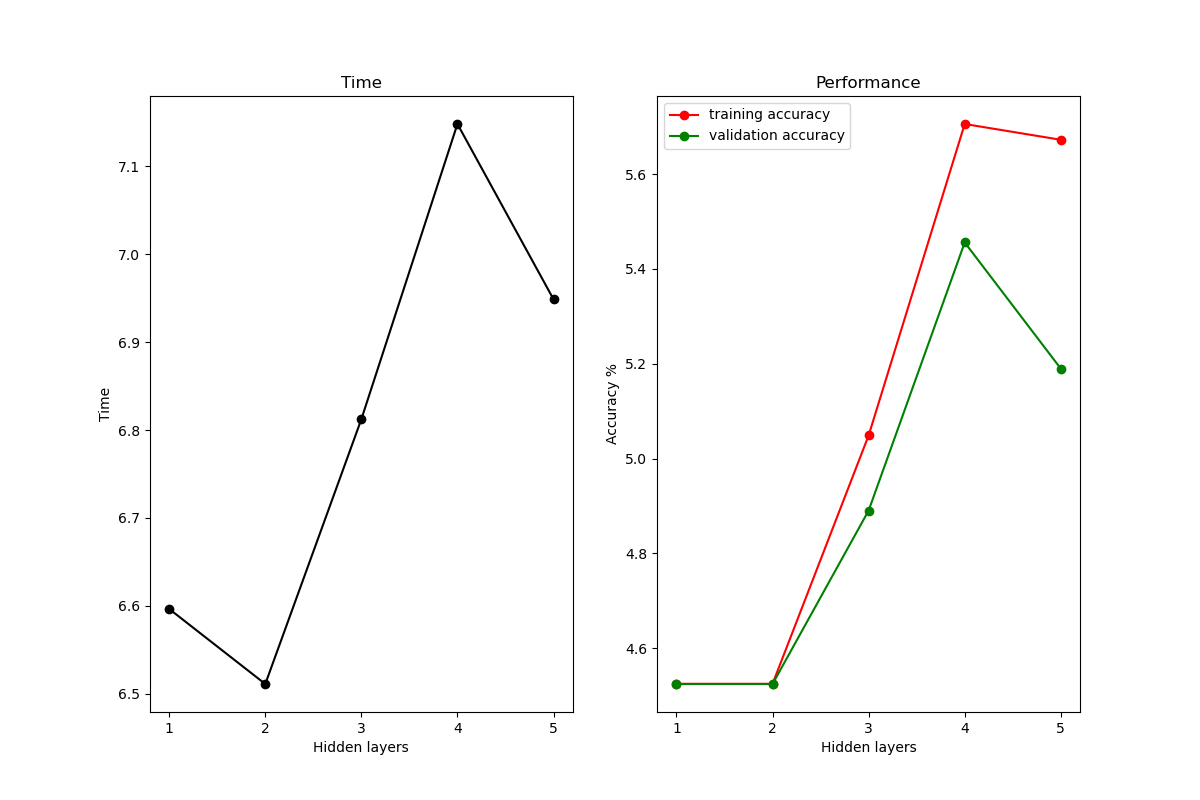 Time
7.1
7.0
6.9
6.8
6.7
6.6
6.5
Time
1 2 3 4 5
Hidden layers
Performance
training accuracy
validation accuracy
5.6
5.4
5.2
5.0
4.8
4.6
Accuracy %
1 2 3 4 5
Hidden layers